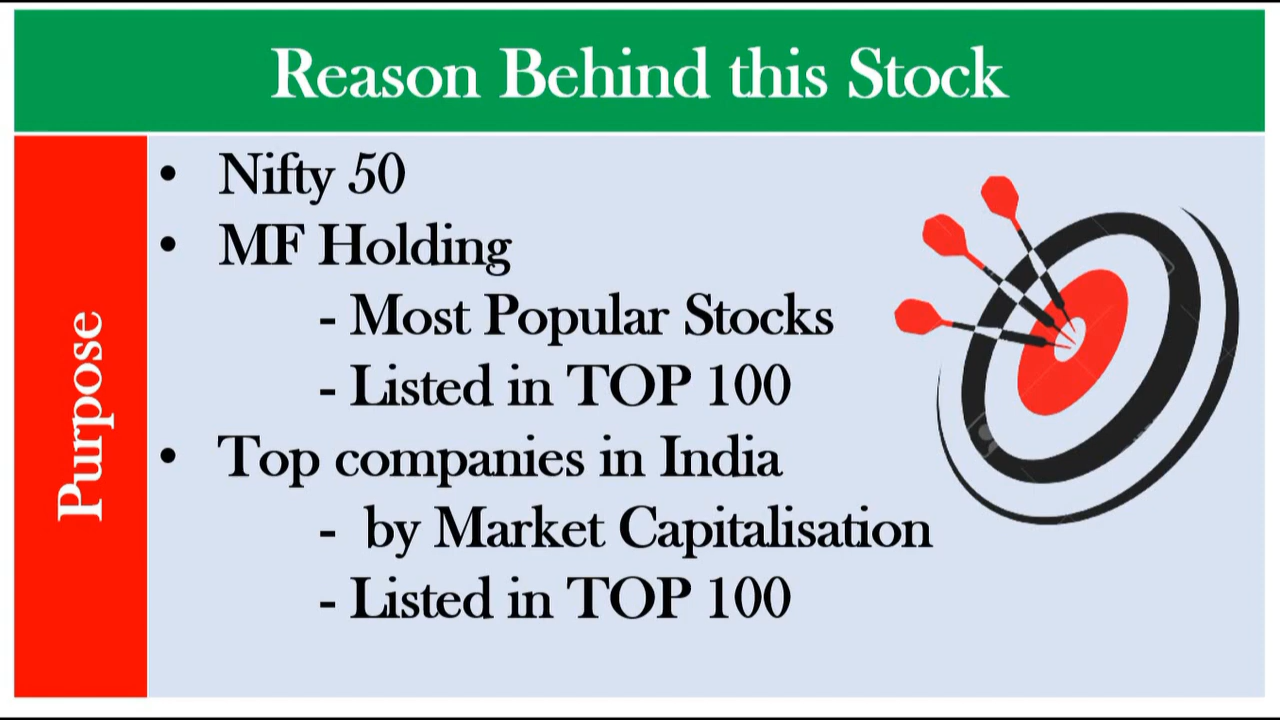 Reason Behind this Stock
Purpose
• Nifty 50
• MF Holding
- Most Popular Stocks
- Listed in TOP 100
• Top companies in India
- by Market Capitalisation
- Listed in TOP 100